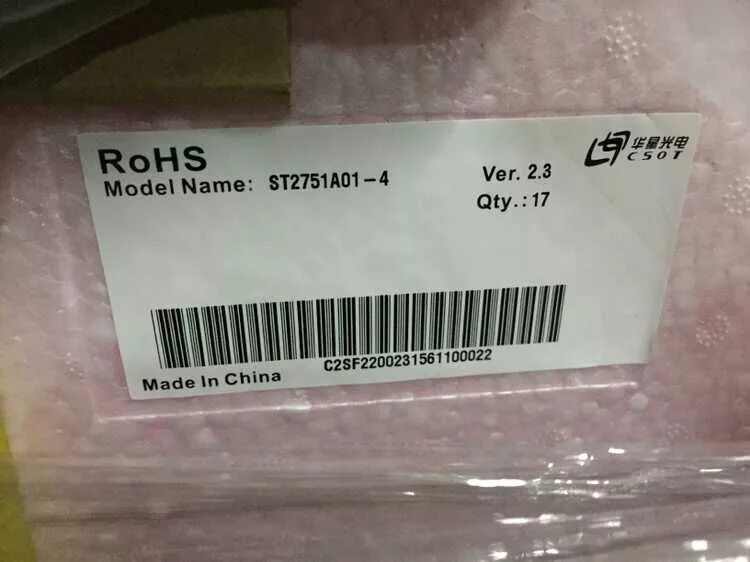 RoHS
Model Name: ST2751A01-4
Ver. 2.3
Qty.: 17
华星光电
CSOT
C2SF2200231561100022
Made In China